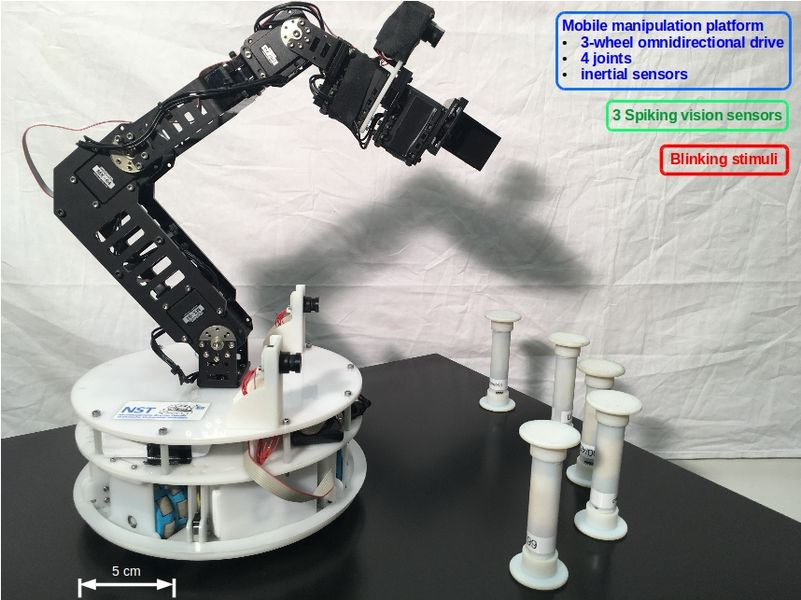 Mobile manipulation platform
• 3-wheel omnidirectional drive
• 4 joints
• inertial sensors
3 Spiking vision sensors
Blinking stimuli
NST
5 cm